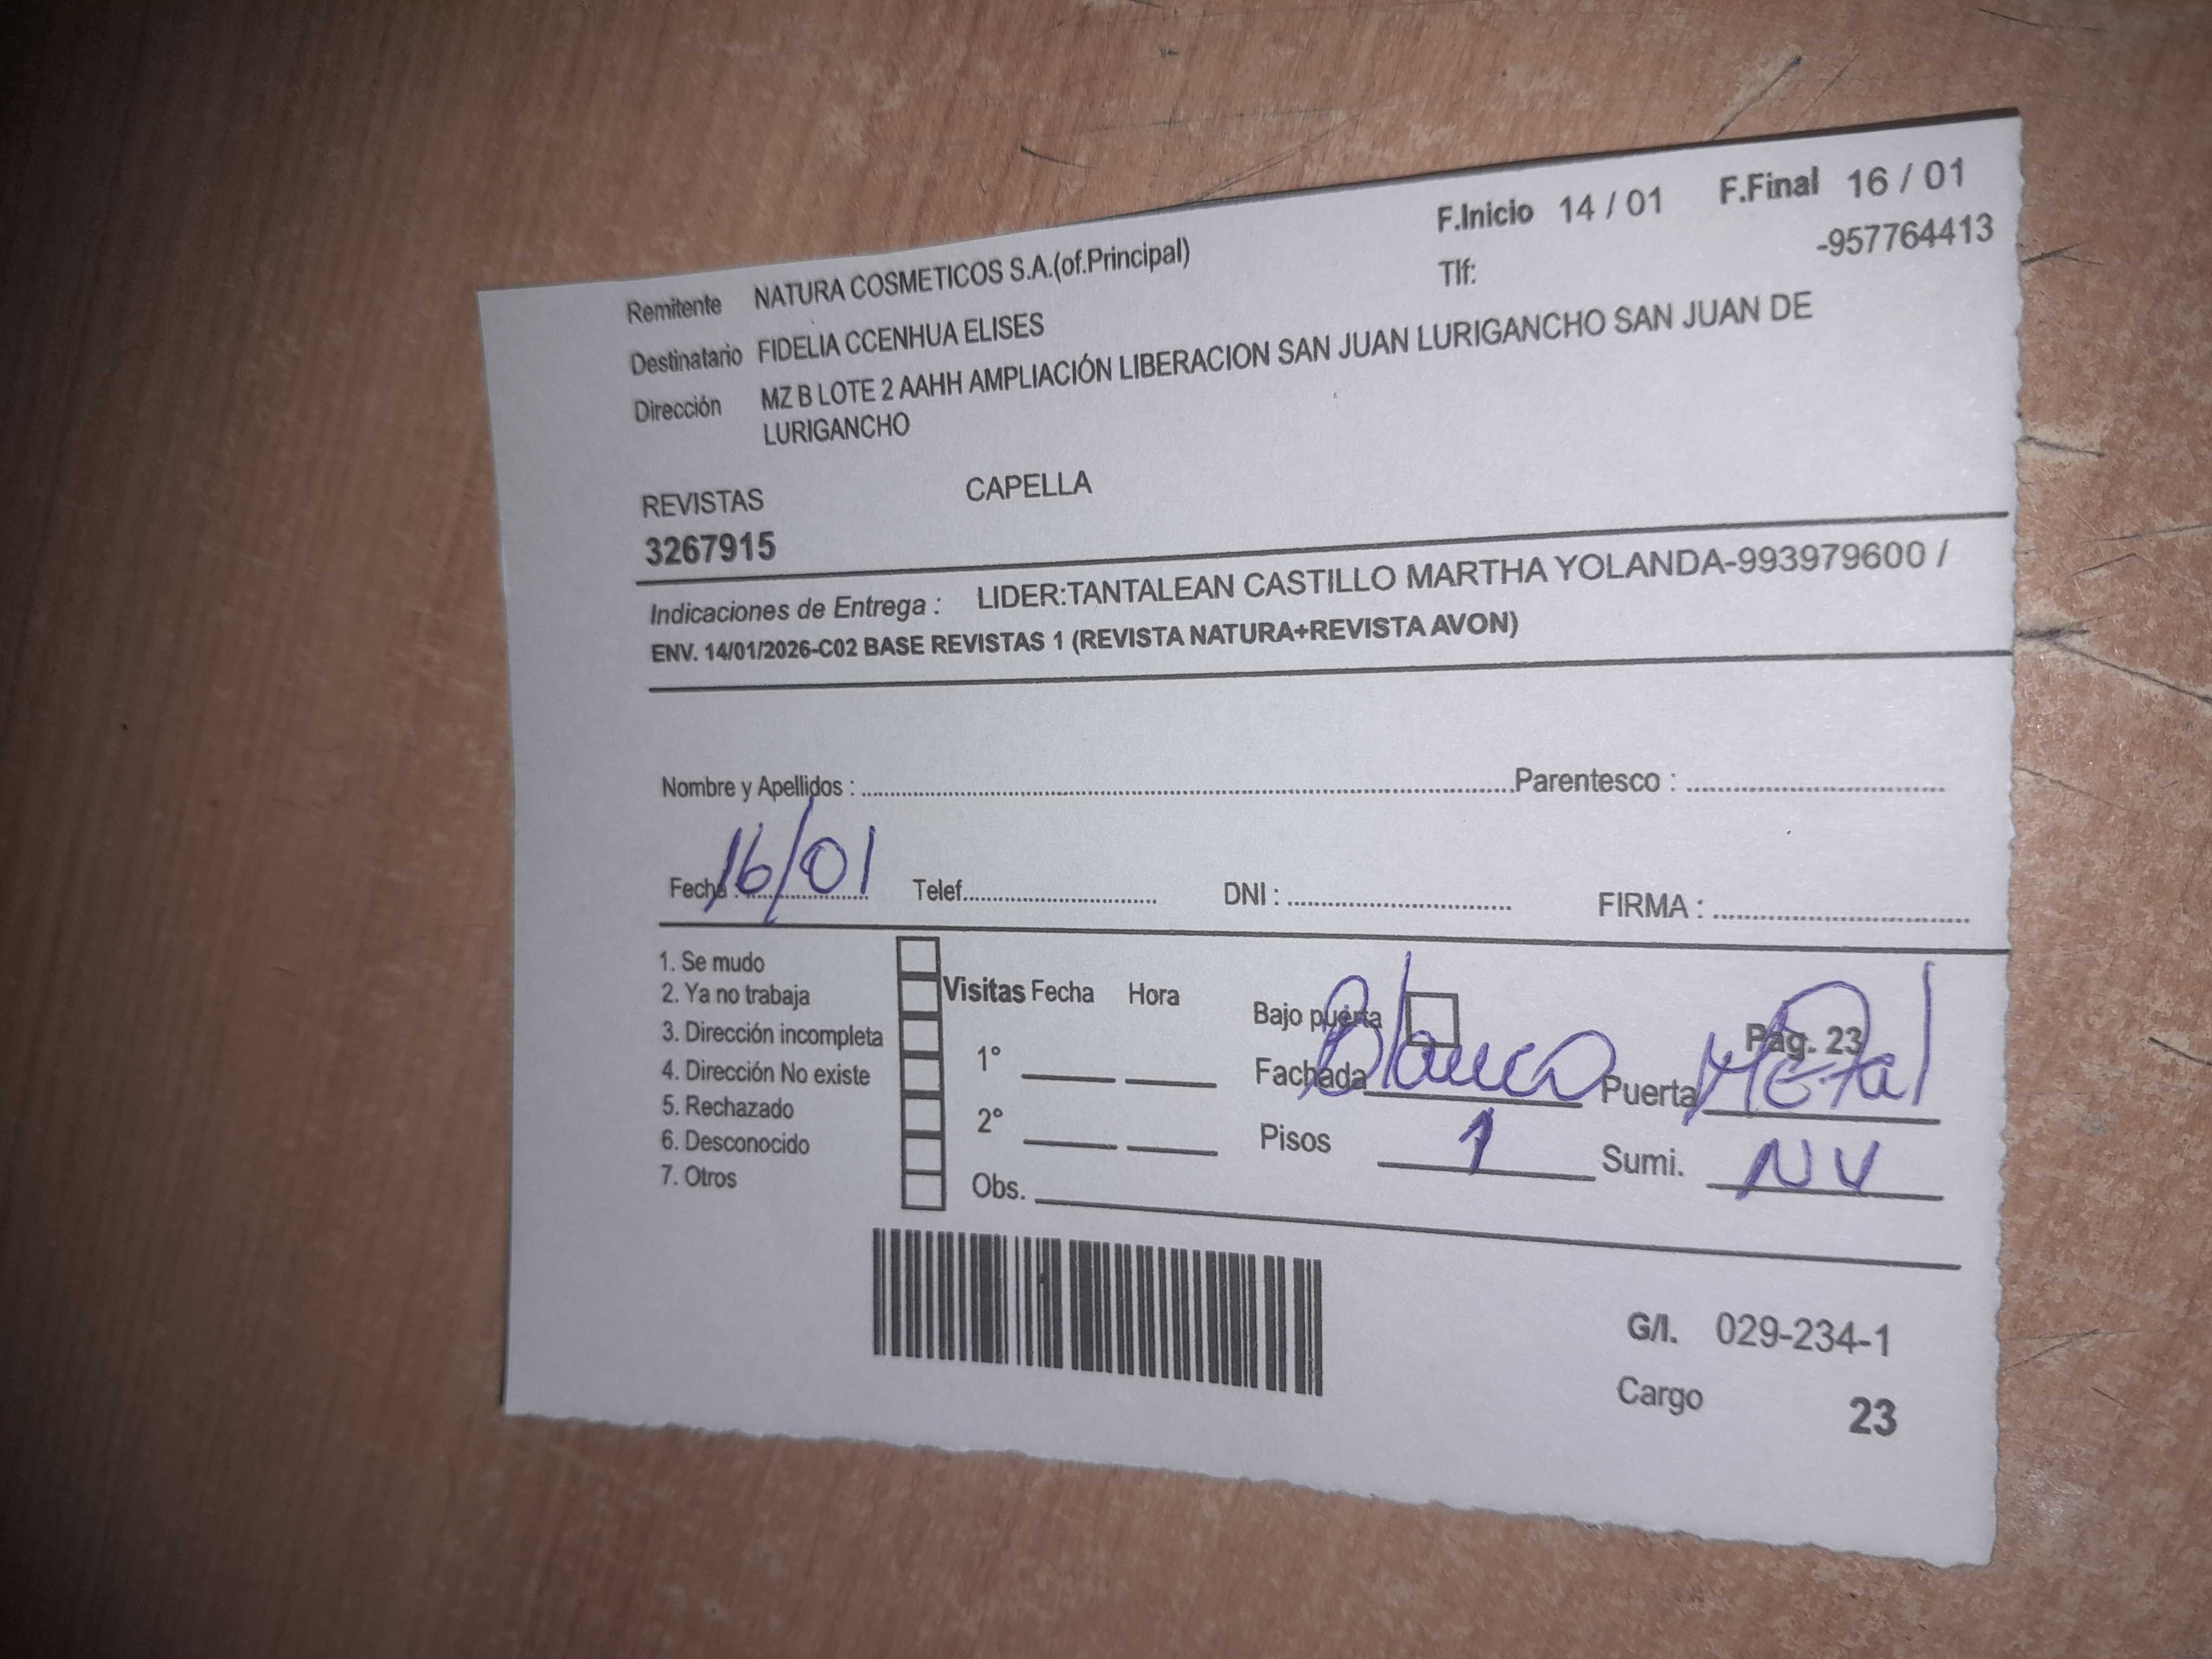 F.Inicio 14 / 01 F.Final 16 / 01
Remitente NATURA COSMETICOS S.A.(of.Principal) Tlf: -957764413
Destinatario FIDELIA CCENHUA ELISES
Dirección MZ B LOTE 2 AAHH AMPLIACIÓN LIBERACION SAN JUAN LURIGANCHO SAN JUAN DE
LURIGANCHO
REVISTAS CAPELLA
3267915
Indicaciones de Entrega : LIDER:TANTALEAN CASTILLO MARTHA YOLANDA-993979600 /
ENV. 14/01/2026-C02 BASE REVISTAS 1 (REVISTA NATURA+REVISTA AVON)
Nombre y Apellidos : Parentesco :
Fecha : 16/01 Telef. DNI : FIRMA :
1. Se mudo
2. Ya no trabaja
3. Dirección incompleta
4. Dirección No existe
5. Rechazado
6. Desconocido
7. Otros
Visitas Fecha Hora
1°
2°
Obs.
Bajo puerta Pág. 23
Fachada Blanco Puerta Metal
Pisos 1 Sumi. NV
G/I. 029-234-1
Cargo 23